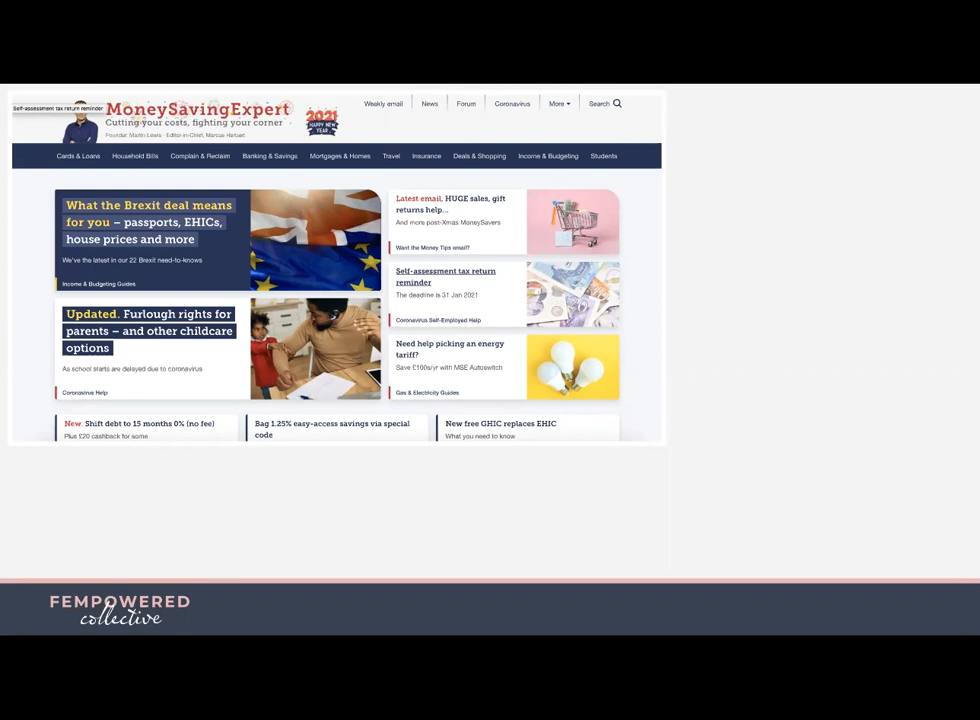 Self-assessment tax return reminder
MoneySavingExpert
Cutting your costs, fighting your corner
Founder, Martin Lewis · Editor-in-Chief, Marcus Herbert
2021
HAPPY NEW
YEAR
Weekly email
News
Forum
Coronavirus
More
Search
Cards & Loans
Household Bills
Complain & Reclaim
Banking & Savings
Mortgages & Homes
Travel
Insurance
Deals & Shopping
Income & Budgeting
Students
What the Brexit deal means
for you – passports, EHICs,
house prices and more
We've the latest in our 22 Brexit need-to-knows
Income & Budgeting Guides
Latest email. HUGE sales, gift
returns help...
And more post-Xmas MoneySavers
Want the Money Tips email?
Self-assessment tax return
reminder
The deadline is 31 Jan 2021
Coronavirus Self-Employed Help
Updated. Furlough rights for
parents – and other childcare
options
As school starts are delayed due to coronavirus
Coronavirus Help
Need help picking an energy
tariff?
Save £100s/yr with MSE Autoswitch
Gas & Electricity Guides
New. Shift debt to 15 months 0% (no fee)
Plus £20 cashback for some
Bag 1.25% easy-access savings via special
code
New free GHIC replaces EHIC
What you need to know
FEMPOWERED
collective